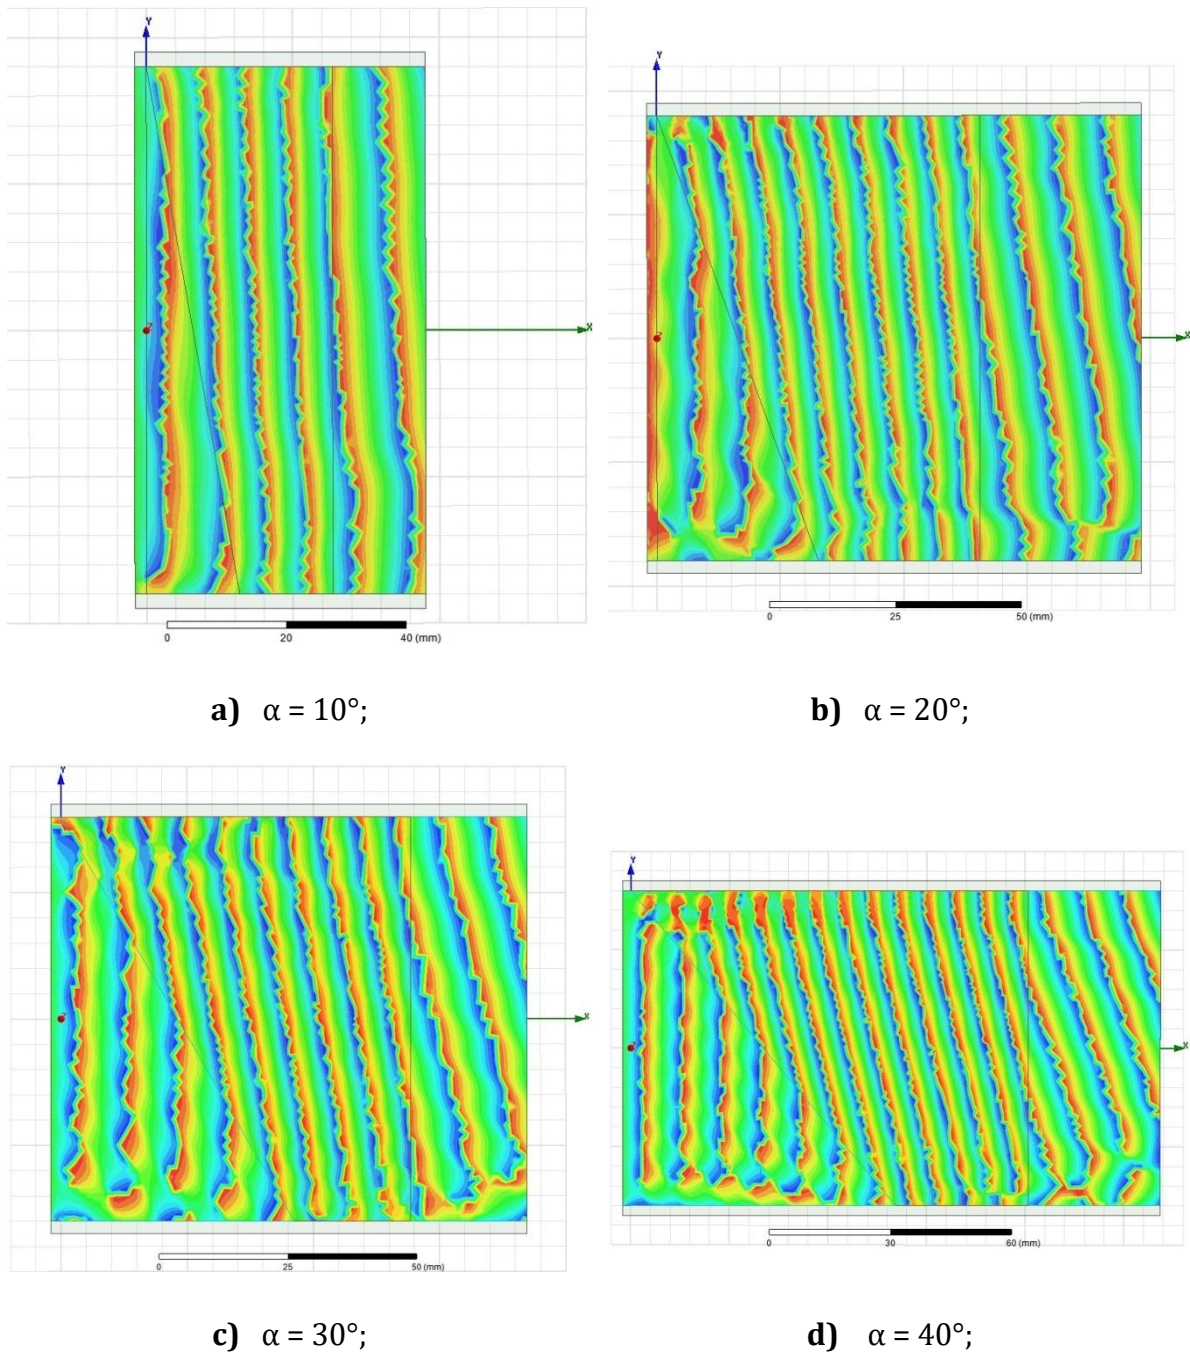 Y
Y
X
X
Z
Z
0 20 40 (mm)
0 25 50 (mm)
a) α = 10°;
b) α = 20°;
Y
Y
X
X
Z
Z
0 25 50 (mm)
0 30 60 (mm)
c) α = 30°;
d) α = 40°;